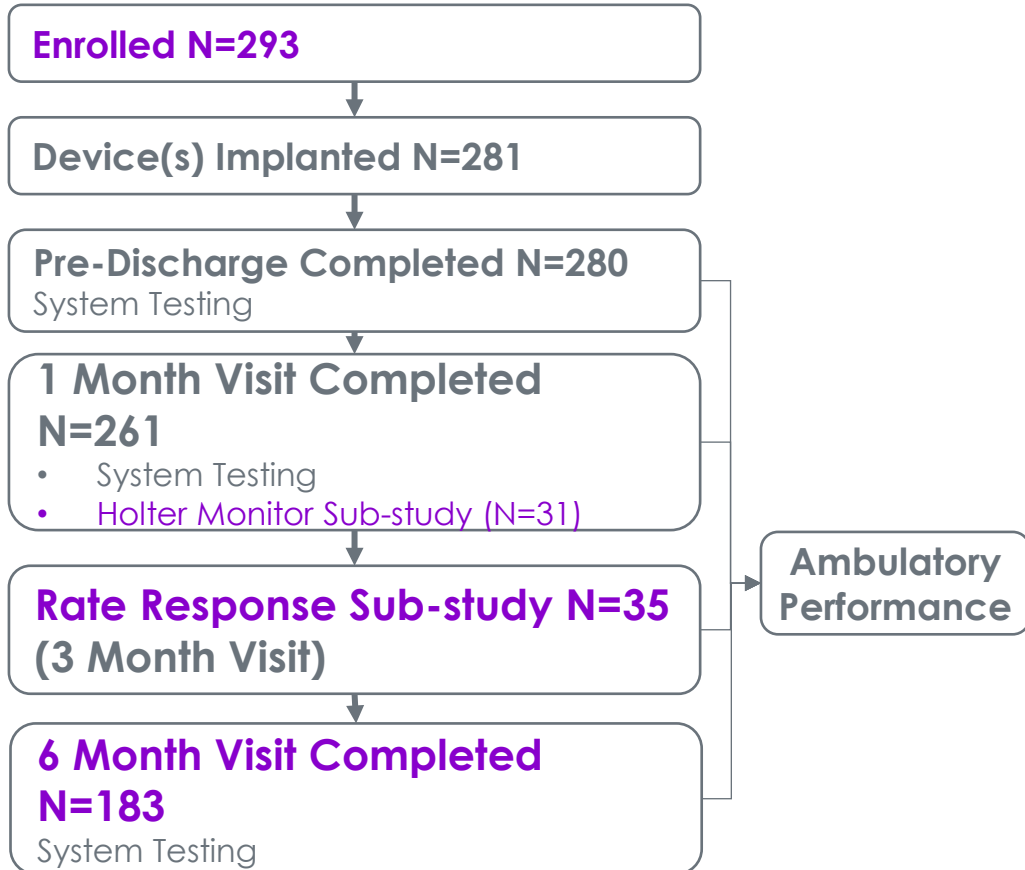 Enrolled N=293
Device(s) Implanted N=281
Pre-Discharge Completed N=280
System Testing
1 Month Visit Completed
N=261
• System Testing
• Holter Monitor Sub-study (N=31)
Rate Response Sub-study N=35
(3 Month Visit)
6 Month Visit Completed
N=183
System Testing
Ambulatory
Performance